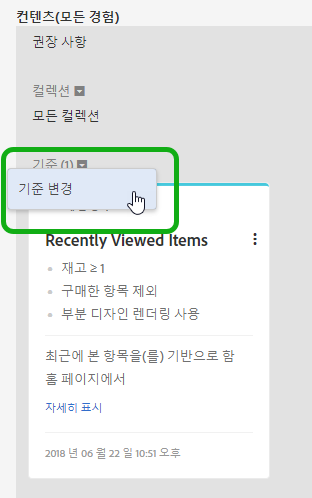 컨텐츠(모든 경험)
권장 사항
컬렉션
모든 컬렉션
기준 (1)
기준 변경
Recently Viewed Items
재고 ≥ 1
구매한 항목 제외
부분 디자인 렌더링 사용
최근에 본 항목을(를) 기반으로 함
홈 페이지에서
자세히 표시
2018 년 06 월 22 일 10:51 오후